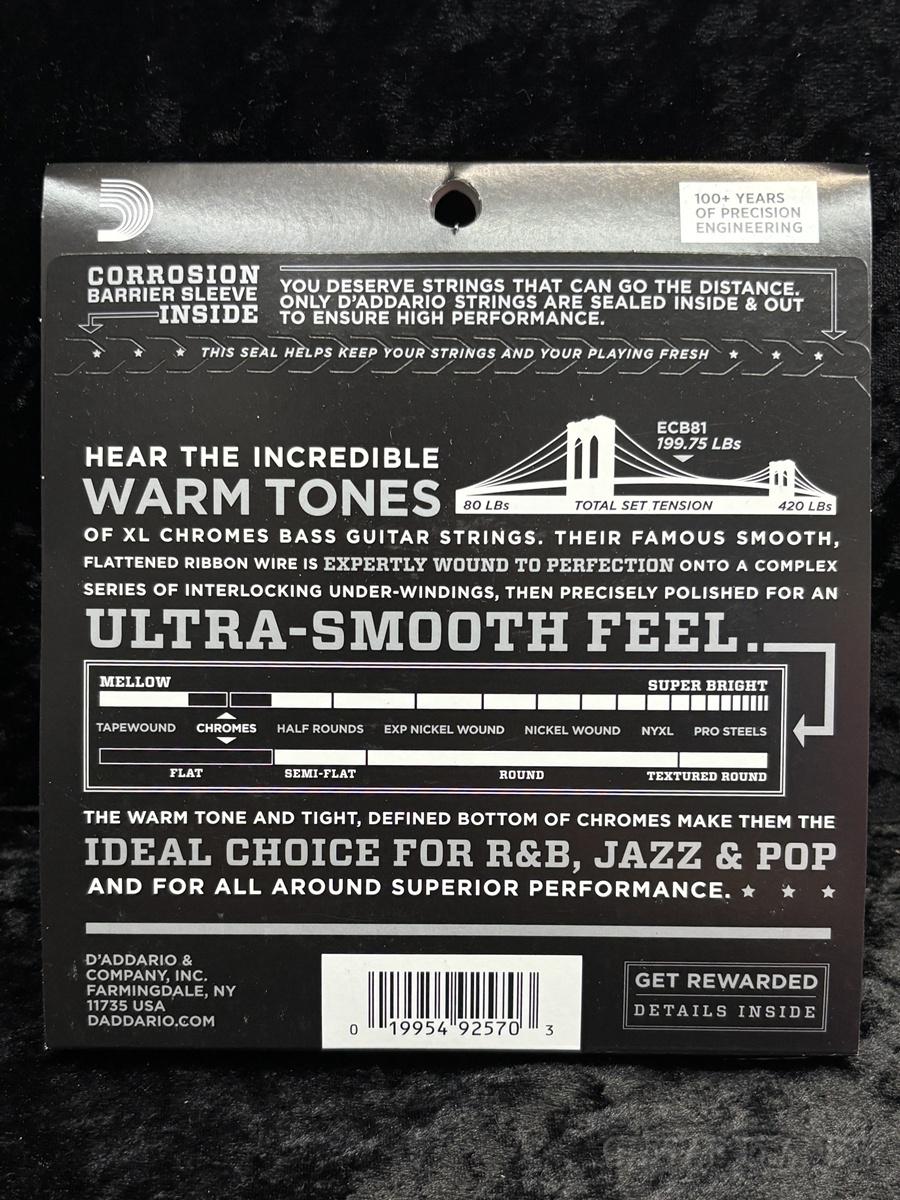 100+ YEARS
OF PRECISION
ENGINEERING
CORROSION
BARRIER SLEEVE
INSIDE
YOU DESERVE STRINGS THAT CAN GO THE DISTANCE.
ONLY D'ADDARIO STRINGS ARE SEALED INSIDE & OUT
TO ENSURE HIGH PERFORMANCE.
THIS SEAL HELPS KEEP YOUR STRINGS AND YOUR PLAYING FRESH
ECB81
199.75 LBs
80 LBs
TOTAL SET TENSION
420 LBs
HEAR THE INCREDIBLE
WARM TONES
OF XL CHROMES BASS GUITAR STRINGS. THEIR FAMOUS SMOOTH,
FLATTENED RIBBON WIRE IS EXPERTLY WOUND TO PERFECTION ONTO A COMPLEX
SERIES OF INTERLOCKING UNDER-WINDINGS, THEN PRECISELY POLISHED FOR AN
ULTRA-SMOOTH FEEL.
MELLOW
SUPER BRIGHT
TAPEWOUND CHROMES HALF ROUNDS EXP NICKEL WOUND NICKEL WOUND NYXL PRO STEELS
FLAT SEMI-FLAT ROUND TEXTURED ROUND
THE WARM TONE AND TIGHT, DEFINED BOTTOM OF CHROMES MAKE THEM THE
IDEAL CHOICE FOR R&B, JAZZ & POP
AND FOR ALL AROUND SUPERIOR PERFORMANCE.
D'ADDARIO &
COMPANY, INC.
FARMINGDALE, NY
11735 USA
DADDARIO.COM
0 19954 92570 3
GET REWARDED
DETAILS INSIDE